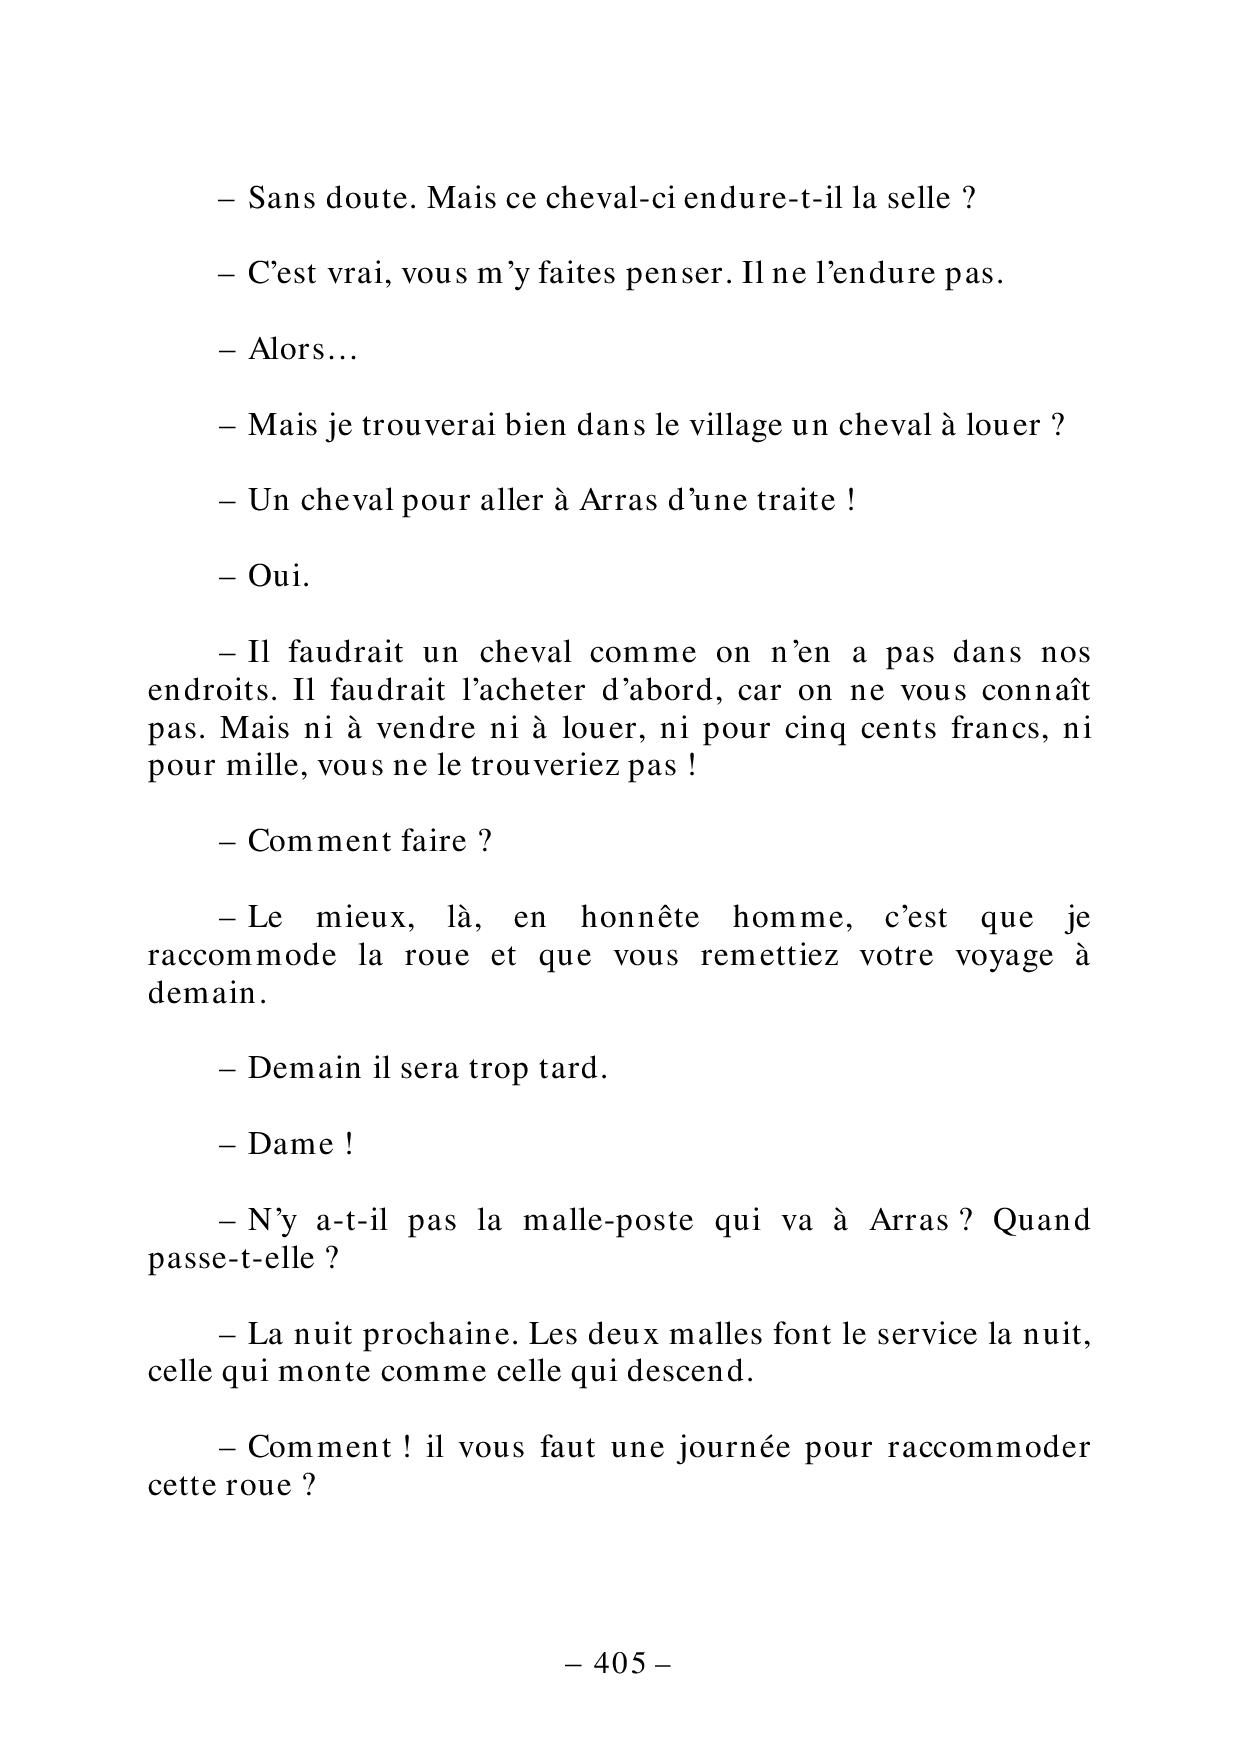 – Sans doute. Mais ce cheval-ci endure-t-il la selle ?
– C’est vrai, vous m’y faites penser. Il ne l’endure pas.
– Alors…
– Mais je trouverai bien dans le village un cheval à louer ?
– Un cheval pour aller à Arras d’une traite !
– Oui.
– Il faudrait un cheval comme on n’en a pas dans nos
endroits. Il faudrait l’acheter d’abord, car on ne vous connaît
pas. Mais ni à vendre ni à louer, ni pour cinq cents francs, ni
pour mille, vous ne le trouveriez pas !
– Comment faire ?
– Le mieux, là, en honnête homme, c’est que je
raccommode la roue et que vous remettiez votre voyage à
demain.
– Demain il sera trop tard.
– Dame !
– N’y a-t-il pas la malle-poste qui va à Arras ? Quand
passe-t-elle ?
– La nuit prochaine. Les deux malles font le service la nuit,
celle qui monte comme celle qui descend.
– Comment ! il vous faut une journée pour raccommoder
cette roue ?
– 405 –